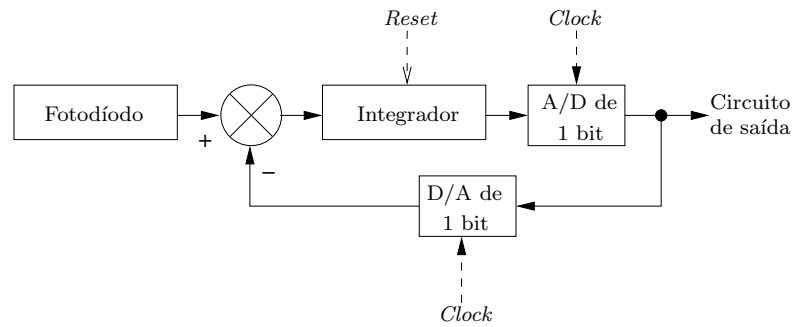 Reset
Clock
Fotodíodo
Integrador
A/D de
1 bit
Circuito
de saída
+
−
D/A de
1 bit
Clock